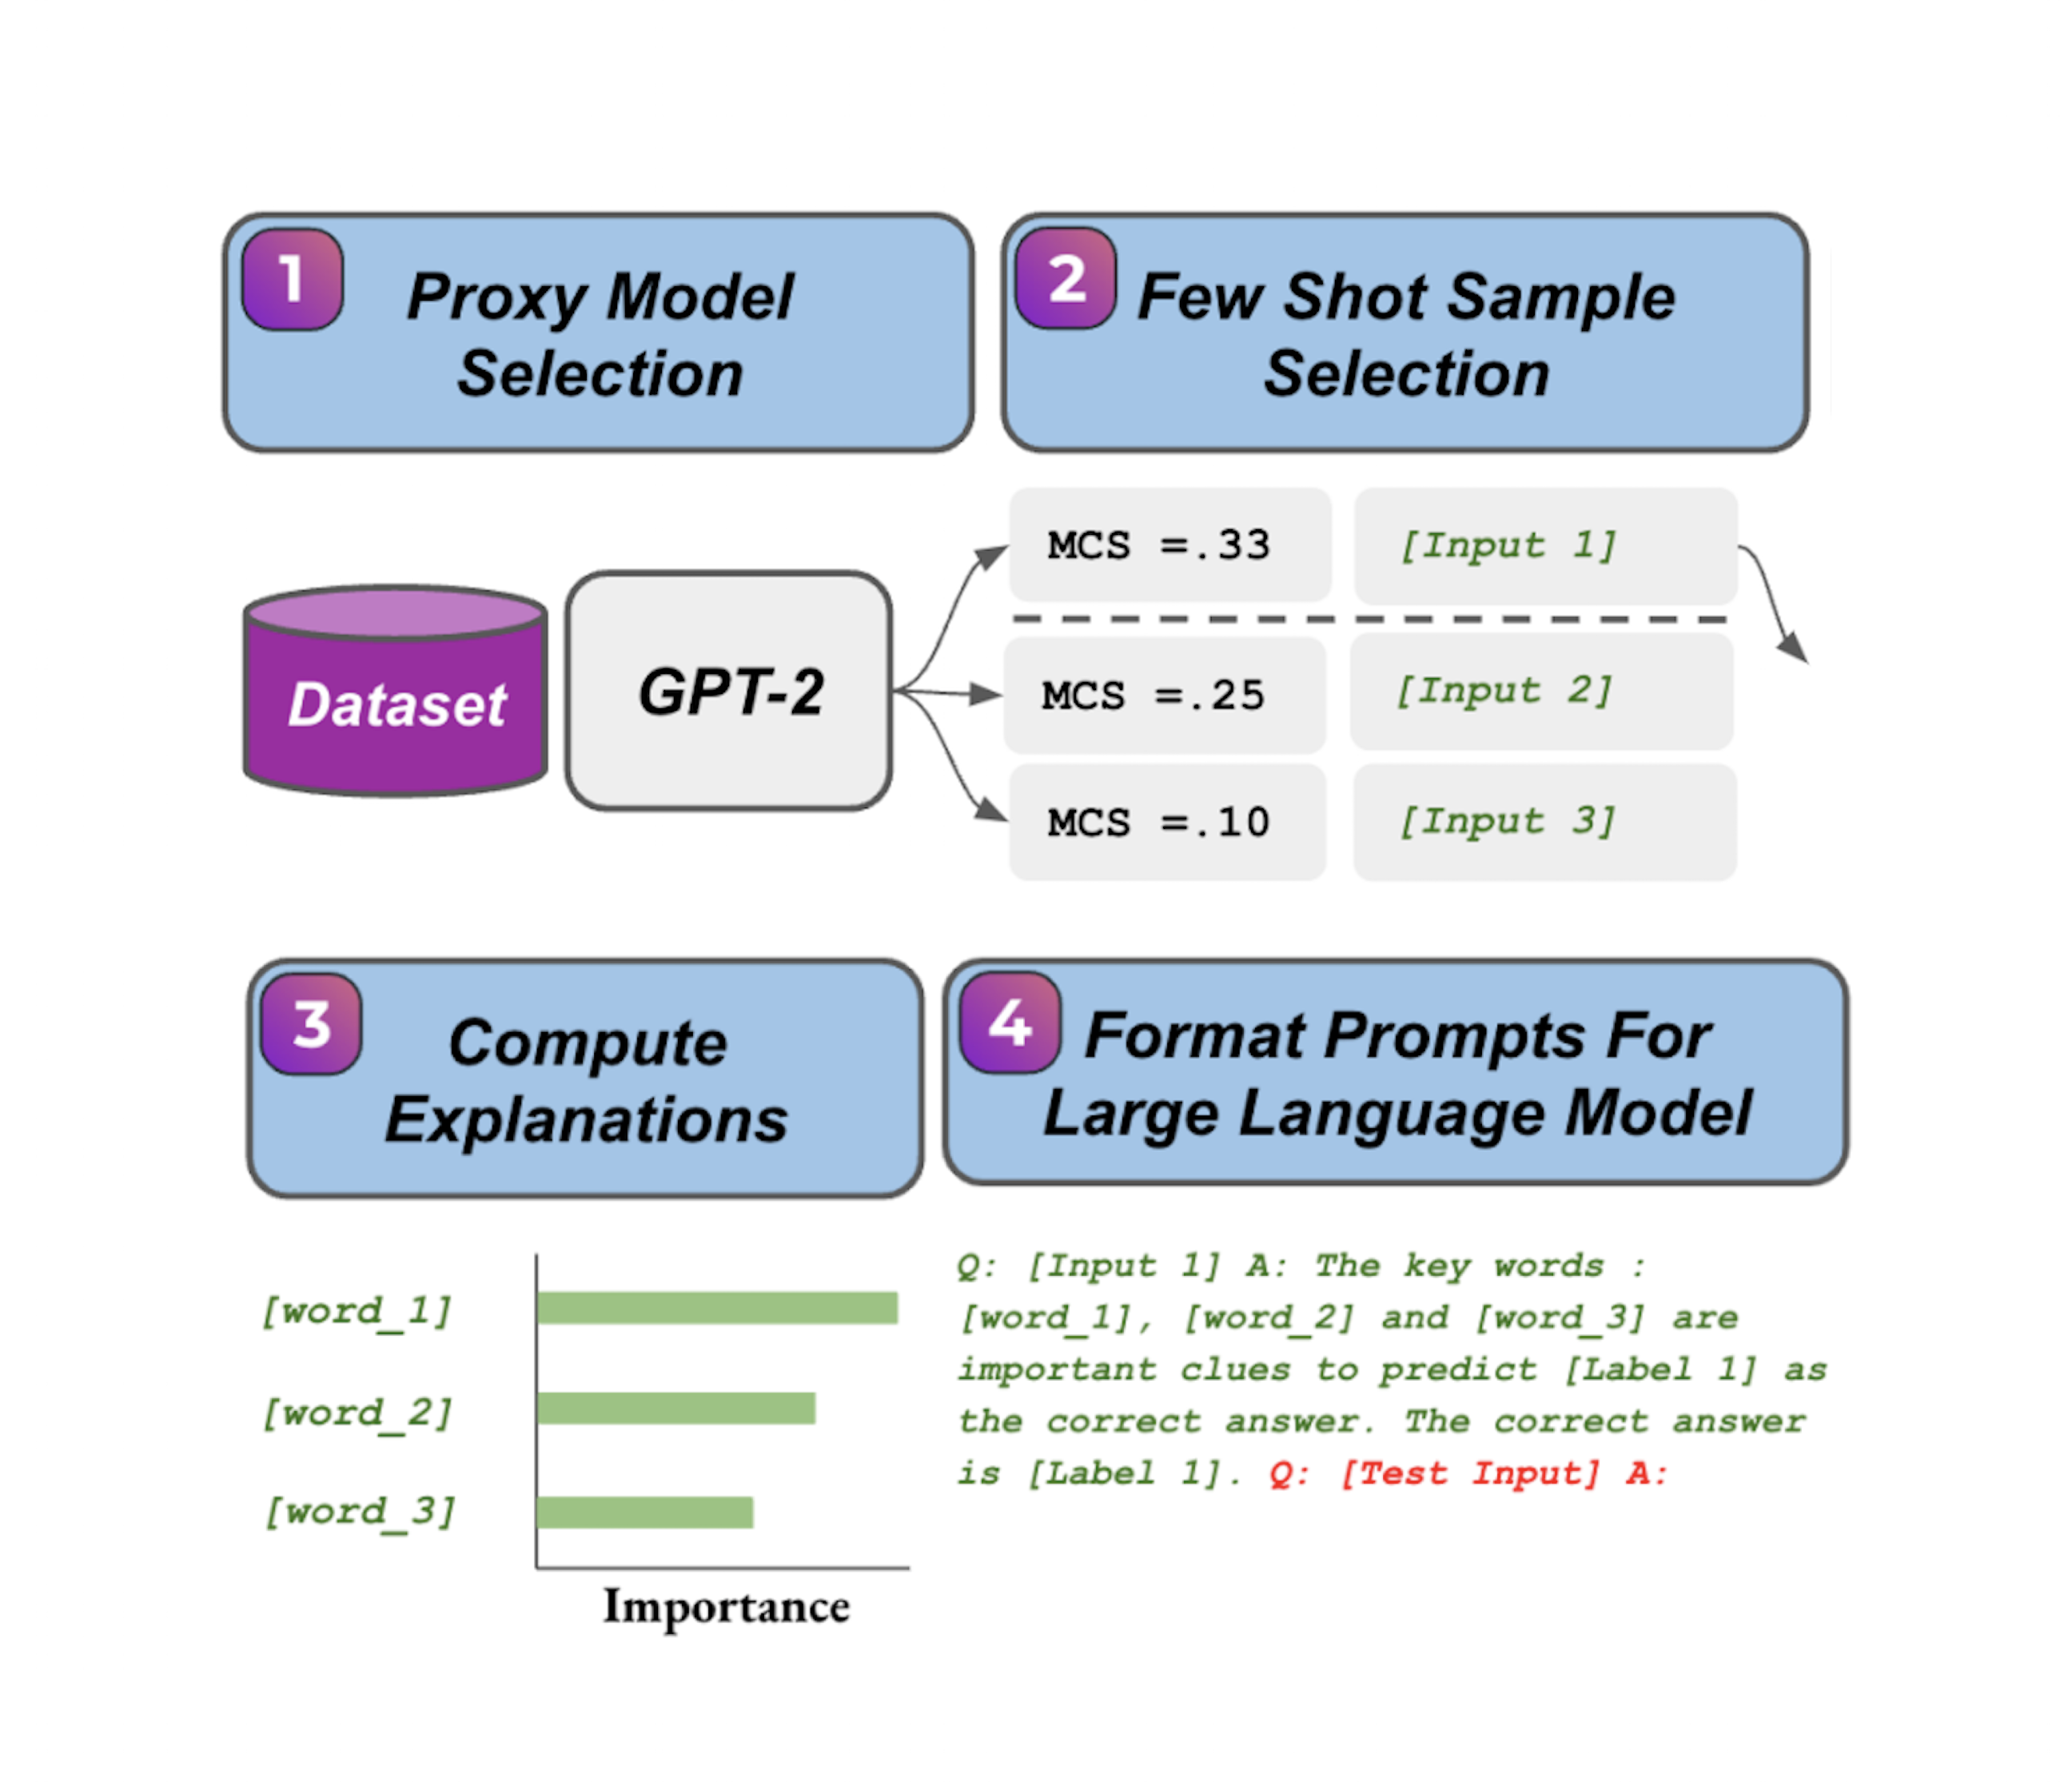 1
Proxy Model
Selection
2
Few Shot Sample
Selection
Dataset
GPT-2
MCS =.33
[Input 1]
MCS =.25
[Input 2]
MCS =.10
[Input 3]
3
Compute
Explanations
4
Format Prompts For
Large Language Model
[word_1]
[word_2]
[word_3]
Importance
Q: [Input 1] A: The key words :
[word_1], [word_2] and [word_3] are
important clues to predict [Label 1] as
the correct answer. The correct answer
is [Label 1]. Q: [Test Input] A: